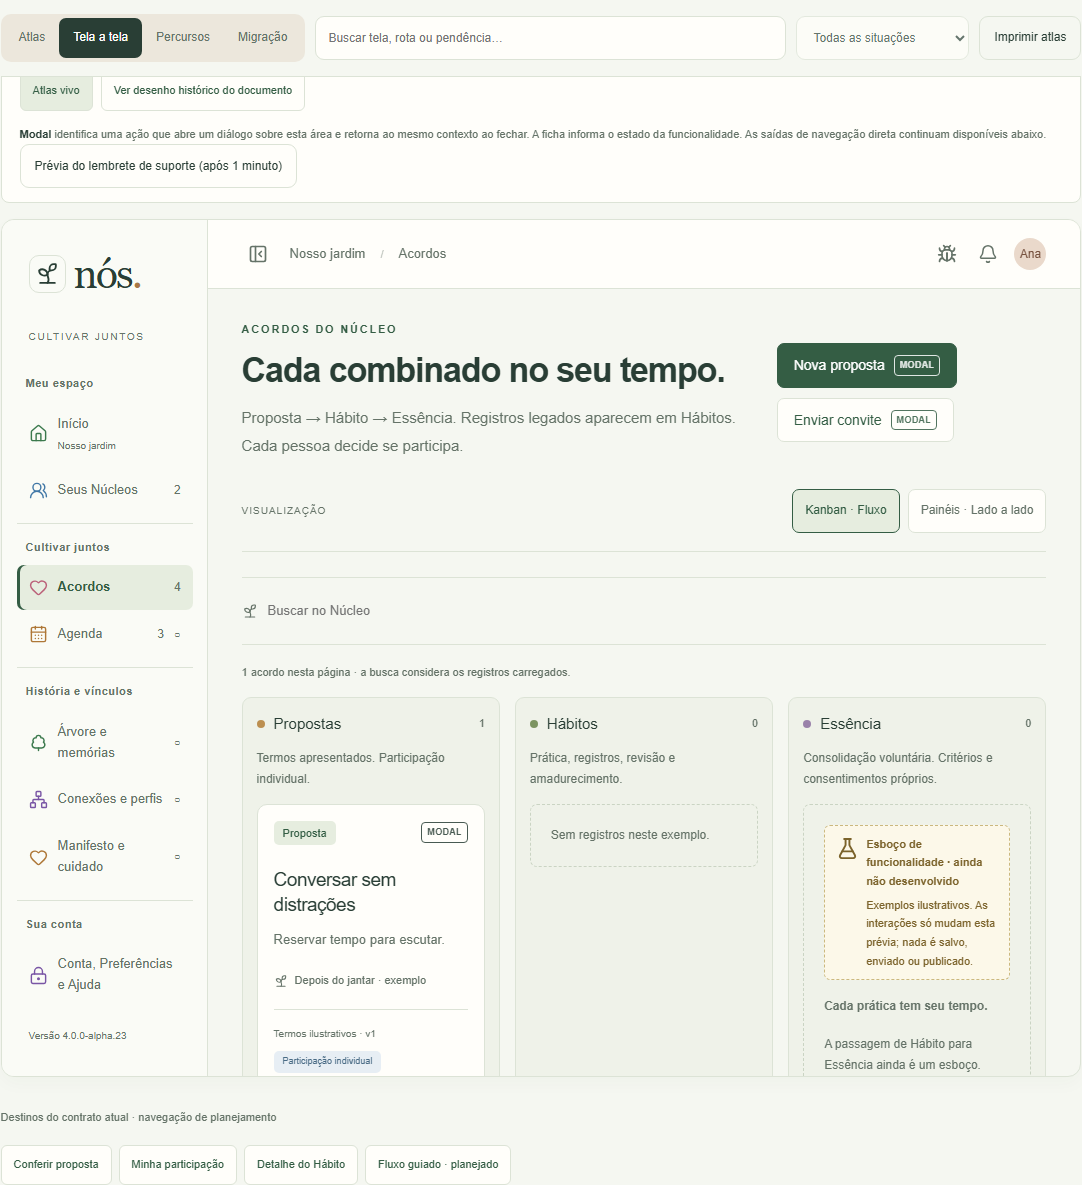 Atlas
Tela a tela
Percursos
Migração
Buscar tela, rota ou pendência...
Todas as situações
Imprimir atlas
Atlas vivo
Ver desenho histórico do documento
Modal identifica uma ação que abre um diálogo sobre esta área e retorna ao mesmo contexto ao fechar. A ficha informa o estado da funcionalidade. As saídas de navegação direta continuam disponíveis abaixo.
Prévia do lembrete de suporte (após 1 minuto)
nós.
CULTIVAR JUNTOS
Meu espaço
Início
Nosso jardim
Seus Núcleos 2
Cultivar juntos
Acordos 4
Agenda 3
História e vínculos
Árvore e
memórias
Conexões e perfis
Manifesto e
cuidado
Sua conta
Conta, Preferências
e Ajuda
Versão 4.0.0-alpha.23
Nosso jardim / Acordos
Ana
ACORDOS DO NÚCLEO
Cada combinado no seu tempo.
Proposta → Hábito → Essência. Registros legados aparecem em Hábitos.
Cada pessoa decide se participa.
Nova proposta MODAL
Enviar convite MODAL
VISUALIZAÇÃO
Kanban · Fluxo
Painéis · Lado a lado
Buscar no Núcleo
1 acordo nesta página · a busca considera os registros carregados.
Propostas 1
Termos apresentados. Participação
individual.
Proposta MODAL
Conversar sem
distrações
Reservar tempo para escutar.
Depois do jantar · exemplo
Termos ilustrativos · v1
Participação individual
Hábitos 0
Prática, registros, revisão e
amadurecimento.
Sem registros neste exemplo.
Essência 0
Consolidação voluntária. Critérios e
consentimentos próprios.
Esboço de
funcionalidade · ainda
não desenvolvido
Exemplos ilustrativos. As
interações só mudam esta
prévia; nada é salvo,
enviado ou publicado.
Cada prática tem seu tempo.
A passagem de Hábito para
Essência ainda é um esboço.
Destinos do contrato atual · navegação de planejamento
Conferir proposta
Minha participação
Detalhe do Hábito
Fluxo guiado · planejado